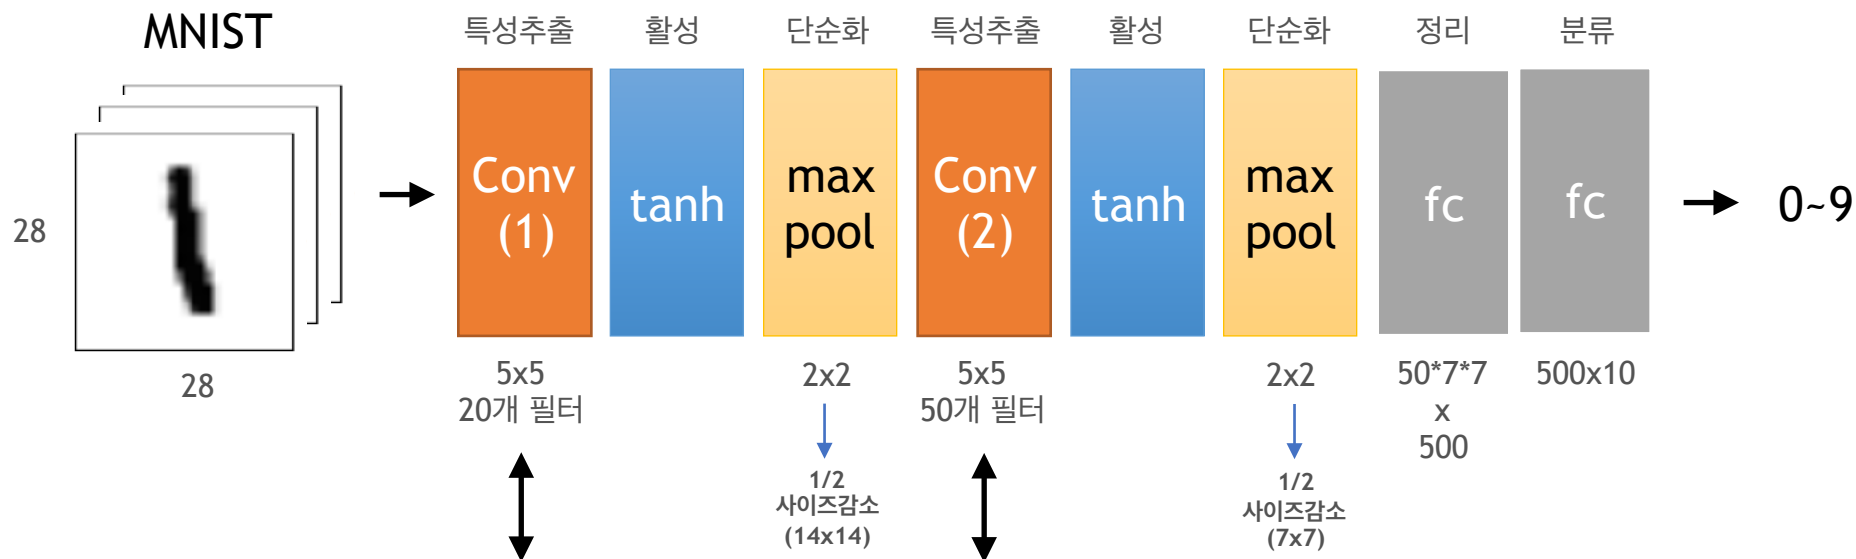 MNIST
특성추출 활성 단순화 특성추출 활성 단순화 정리 분류
Conv
(1)
tanh
max
pool
Conv
(2)
tanh
max
pool
fc
fc
0~9
28
28
5x5
20개 필터
2x2
1/2
사이즈감소
(14x14)
5x5
50개 필터
2x2
1/2
사이즈감소
(7x7)
50*7*7
x
500
500x10